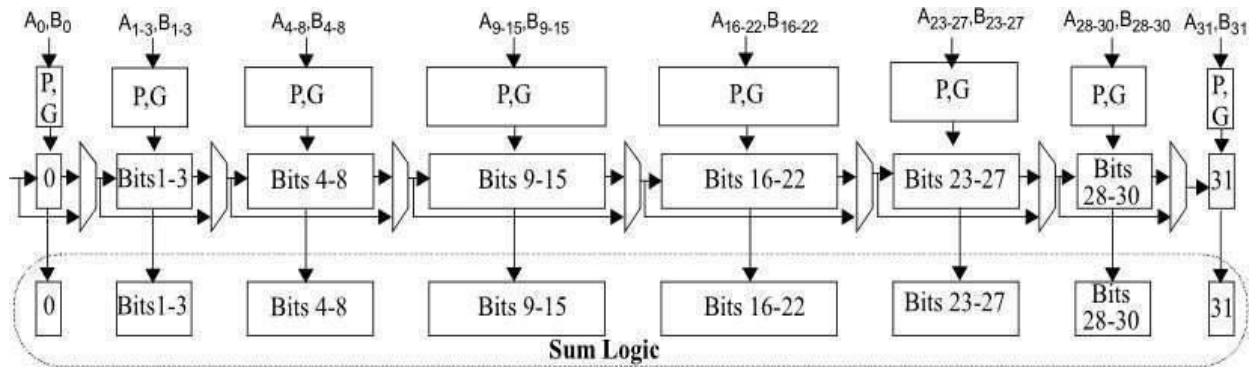 A0,B0 A1-3,B1-3 A4-8,B4-8 A9-15,B9-15 A16-22,B16-22 A23-27,B23-27 A28-30,B28-30 A31,B31
P,G P,G P,G P,G P,G P,G P,G P,G
0 Bits1-3 Bits 4-8 Bits 9-15 Bits 16-22 Bits 23-27 Bits 28-30 31
0 Bits1-3 Bits 4-8 Bits 9-15 Bits 16-22 Bits 23-27 Bits 28-30 31
Sum Logic